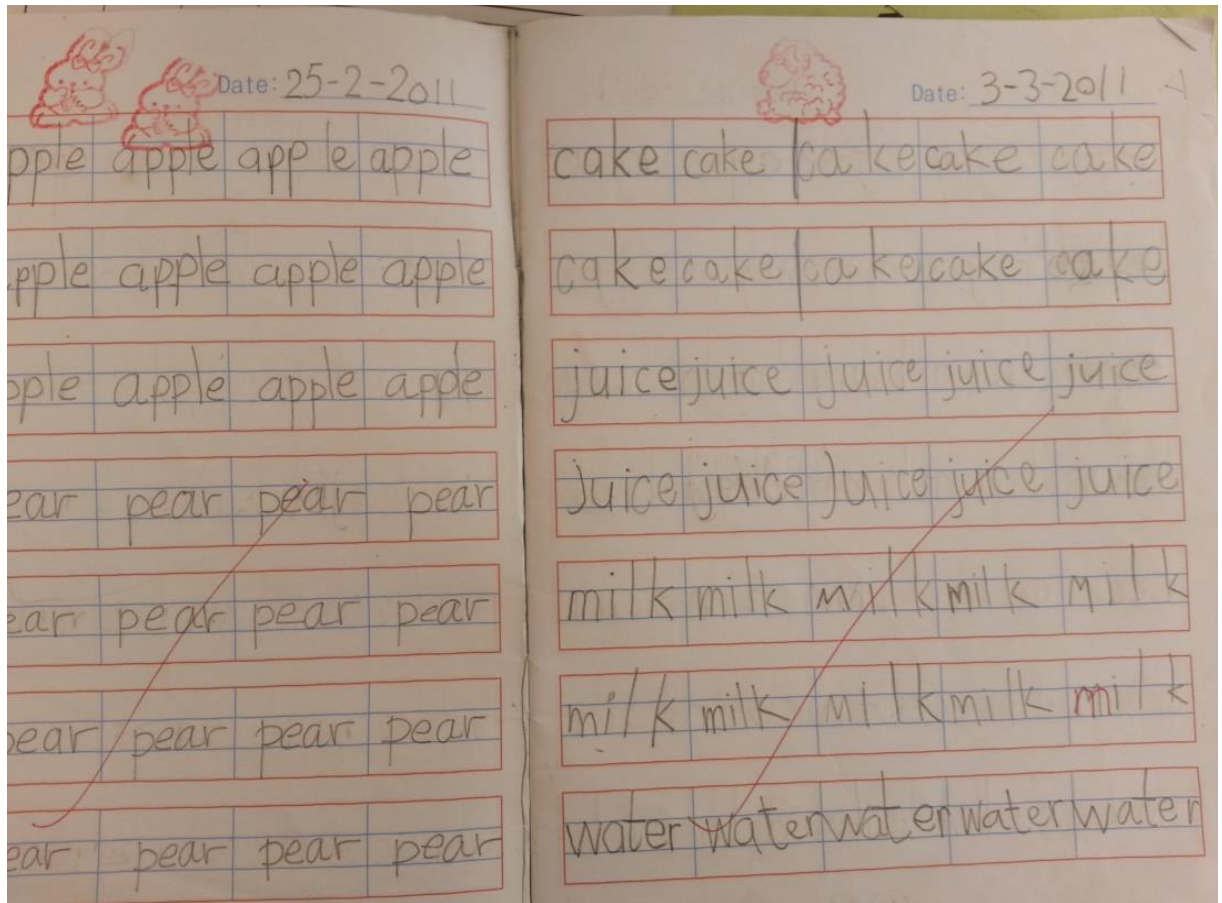 Date: 25-2-2011
pple apple apple apple
pple apple apple apple
pple apple apple apple
ear pear pear pear
ear pear pear pear
pear pear pear pear
ear pear pear pear
Date: 3-3-2011
cake cake cake cake cake
cake cake cake cake cake
juice juice juice juice juice
Juice juice Juice juice juice
milk milk milk milk milk
milk milk milk milk milk
water water water water water